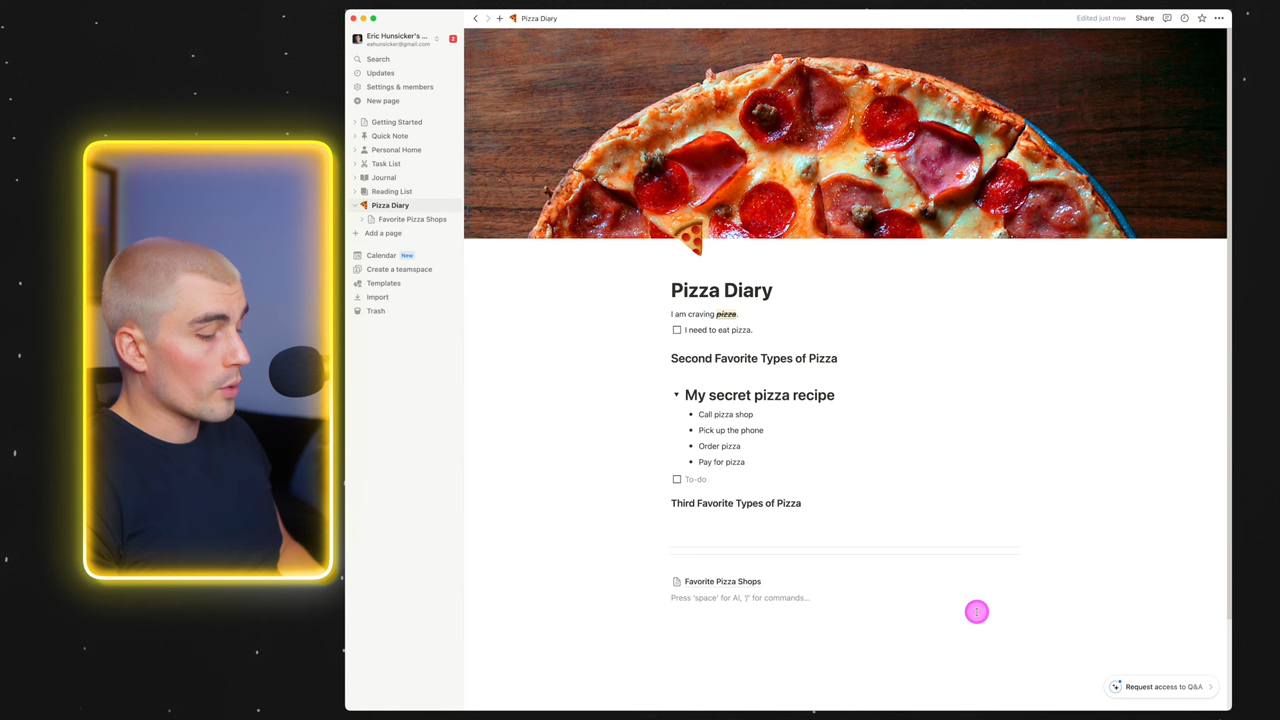 Pizza Diary
Edited just now
Share
Eric Hunsicker's ...
eahunsicker@gmail.com
2
Search
Updates
Settings & members
New page
Getting Started
Quick Note
Personal Home
Task List
Journal
Reading List
Pizza Diary
Favorite Pizza Shops
Add a page
Calendar New
Create a teamspace
Templates
Import
Trash
Pizza Diary
I am craving pizza.
I need to eat pizza.
Second Favorite Types of Pizza
My secret pizza recipe
• Call pizza shop
• Pick up the phone
• Order pizza
• Pay for pizza
To-do
Third Favorite Types of Pizza
Favorite Pizza Shops
Press 'space' for AI, '/' for commands...
Request access to Q&A